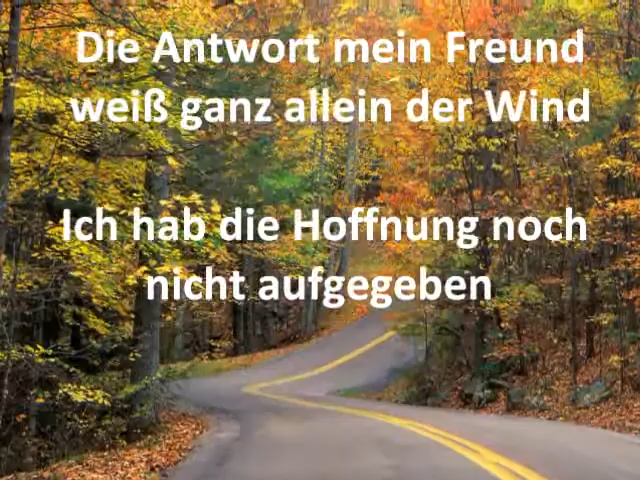 Die Antwort mein Freund
weiß ganz allein der Wind
Ich hab die Hoffnung noch
nicht aufgegeben